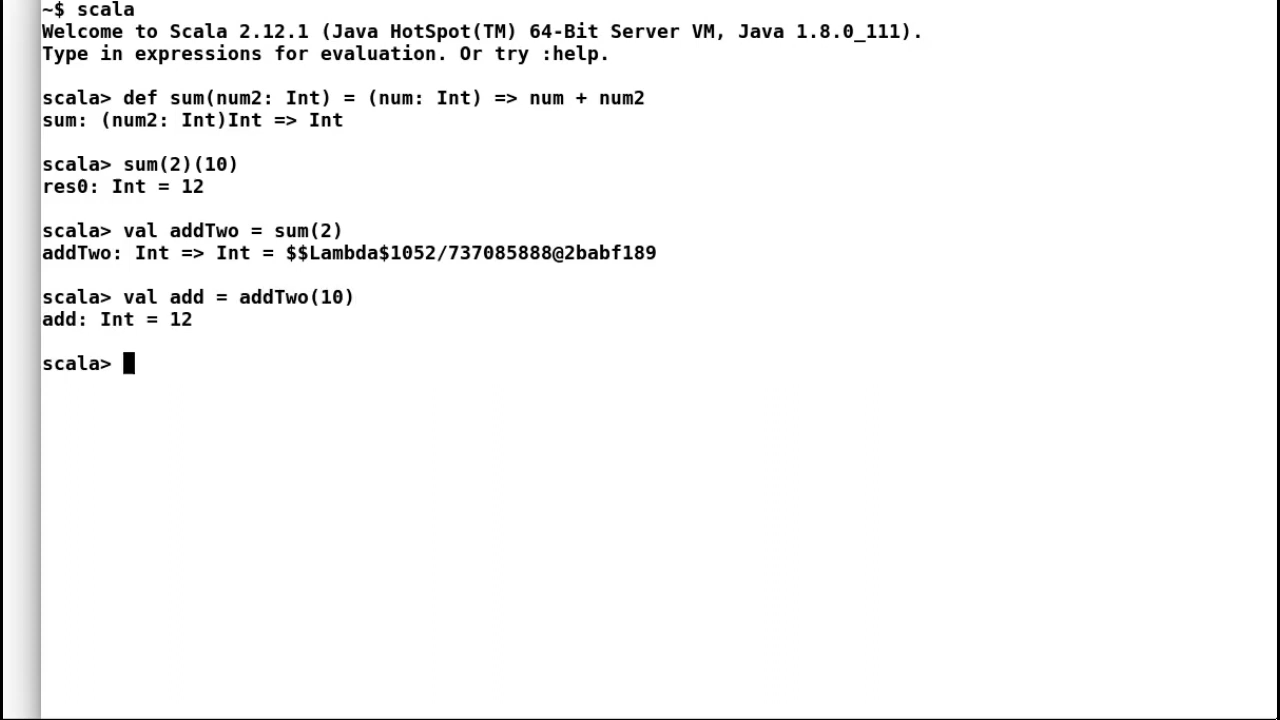 ~$ scala
Welcome to Scala 2.12.1 (Java HotSpot(TM) 64-Bit Server VM, Java 1.8.0_111).
Type in expressions for evaluation. Or try :help.
scala> def sum(num2: Int) = (num: Int) => num + num2
sum: (num2: Int)Int => Int
scala> sum(2)(10)
res0: Int = 12
scala> val addTwo = sum(2)
addTwo: Int => Int = $$Lambda$1052/737085888@2babf189
scala> val add = addTwo(10)
add: Int = 12
scala>